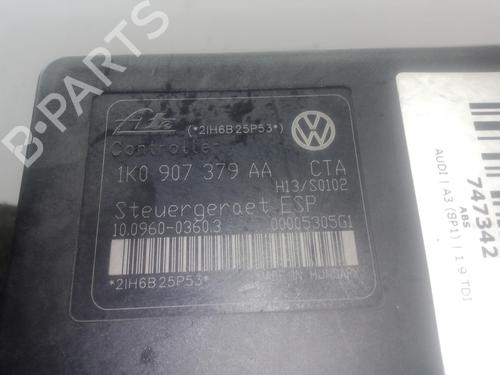 B-PARTS
Ate (*2IH6B25P53*)
Controller
1K0 907 379 AA CTA
H13/S0102
Steuergeraet ESP
10.0960-0360.3 00005305G1
*2IH6B25P53* MADE IN HUNGARY
747342
ABS
AUDI | A3 (8P1) | 1.9 TDI